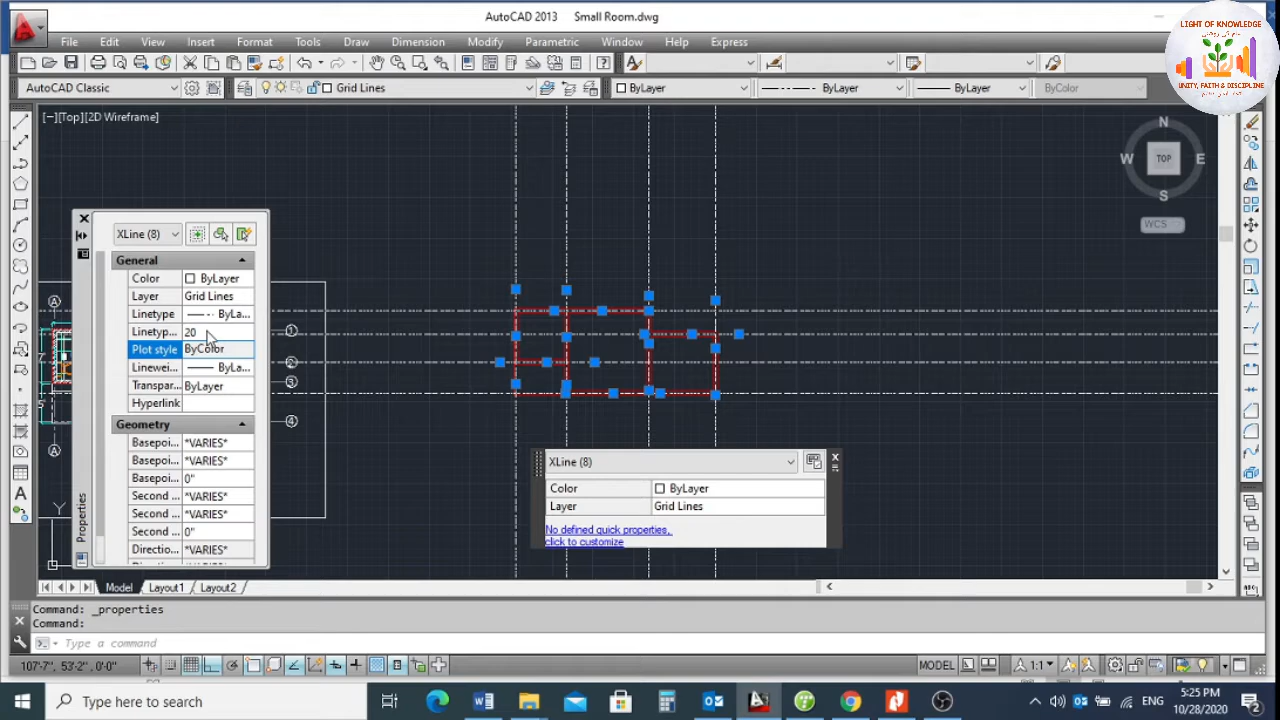 AutoCAD 2013 Small Room.dwg
LIGHT OF KNOWLEDGE
UNITY, FAITH & DISCIPLINE
File Edit View Insert Format Tools Draw Dimension Modify Parametric Window Help Express
AutoCAD Classic Grid Lines ByLayer ByLayer ByLayer ByColor
[−][Top][2D Wireframe]
N
W TOP E
S
WCS
XLine (8)
General
Color ByLayer
Layer Grid Lines
Linetype ByLa...
Linetyp... 20
Plot style ByColor
Linewei... ByLa...
Transpar... ByLayer
Hyperlink
Geometry
Basepoi... *VARIES*
Basepoi... *VARIES*
Basepoi... 0"
Second ... *VARIES*
Second ... *VARIES*
Second ... 0"
Directio... *VARIES*
Properties
A
A
1
2
3
4
Y
XLine (8)
Color ByLayer
Layer Grid Lines
No defined quick properties,
click to customize
Model Layout1 Layout2
Command: _properties
Command:
Type a command
107'-7", 53'-2", 0'-0" MODEL 1:1
Type here to search ENG 5:25 PM
10/28/2020 2